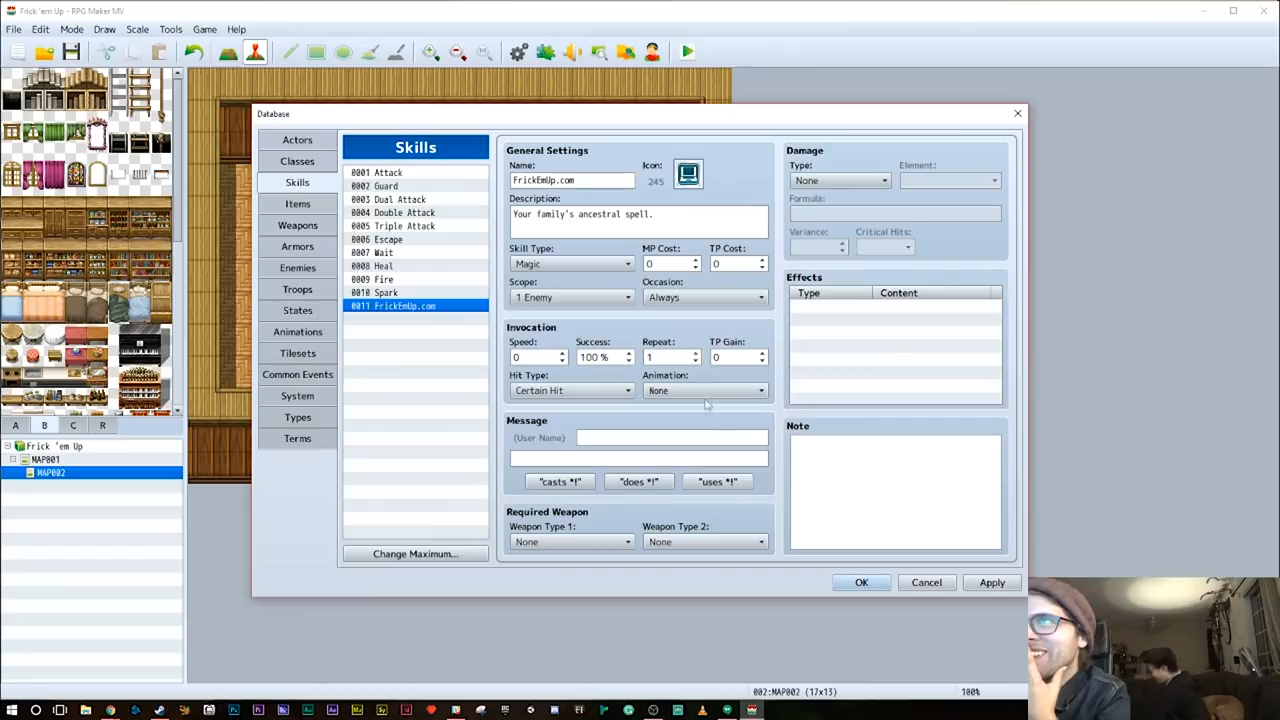 Frick 'em Up - RPG Maker MV
File Edit Mode Draw Scale Tools Game Help
Database
Actors
Classes
Skills
Items
Weapons
Armors
Enemies
Troops
States
Animations
Tilesets
Common Events
System
Types
Terms
Skills
0001 Attack
0002 Guard
0003 Dual Attack
0004 Double Attack
0005 Triple Attack
0006 Escape
0007 Wait
0008 Heal
0009 Fire
0010 Spark
0011 FrickEmUp.com
Change Maximum...
General Settings
Name: Icon:
FrickEmUp.com 245
Description:
Your family's ancestral spell.
Skill Type: MP Cost: TP Cost:
Magic 0 0
Scope: Occasion:
1 Enemy Always
Invocation
Speed: Success: Repeat: TP Gain:
0 100 % 1 0
Hit Type: Animation:
Certain Hit None
Message
(User Name)
"casts *!" "does *!" "uses *!"
Required Weapon
Weapon Type 1: Weapon Type 2:
None None
Damage
Type: Element:
None
Formula:
Variance: Critical Hits:
Effects
Type Content
Note
OK Cancel Apply
A B C R
Frick 'em Up
MAP001
MAP002
002:MAP002 (17x13) 100%